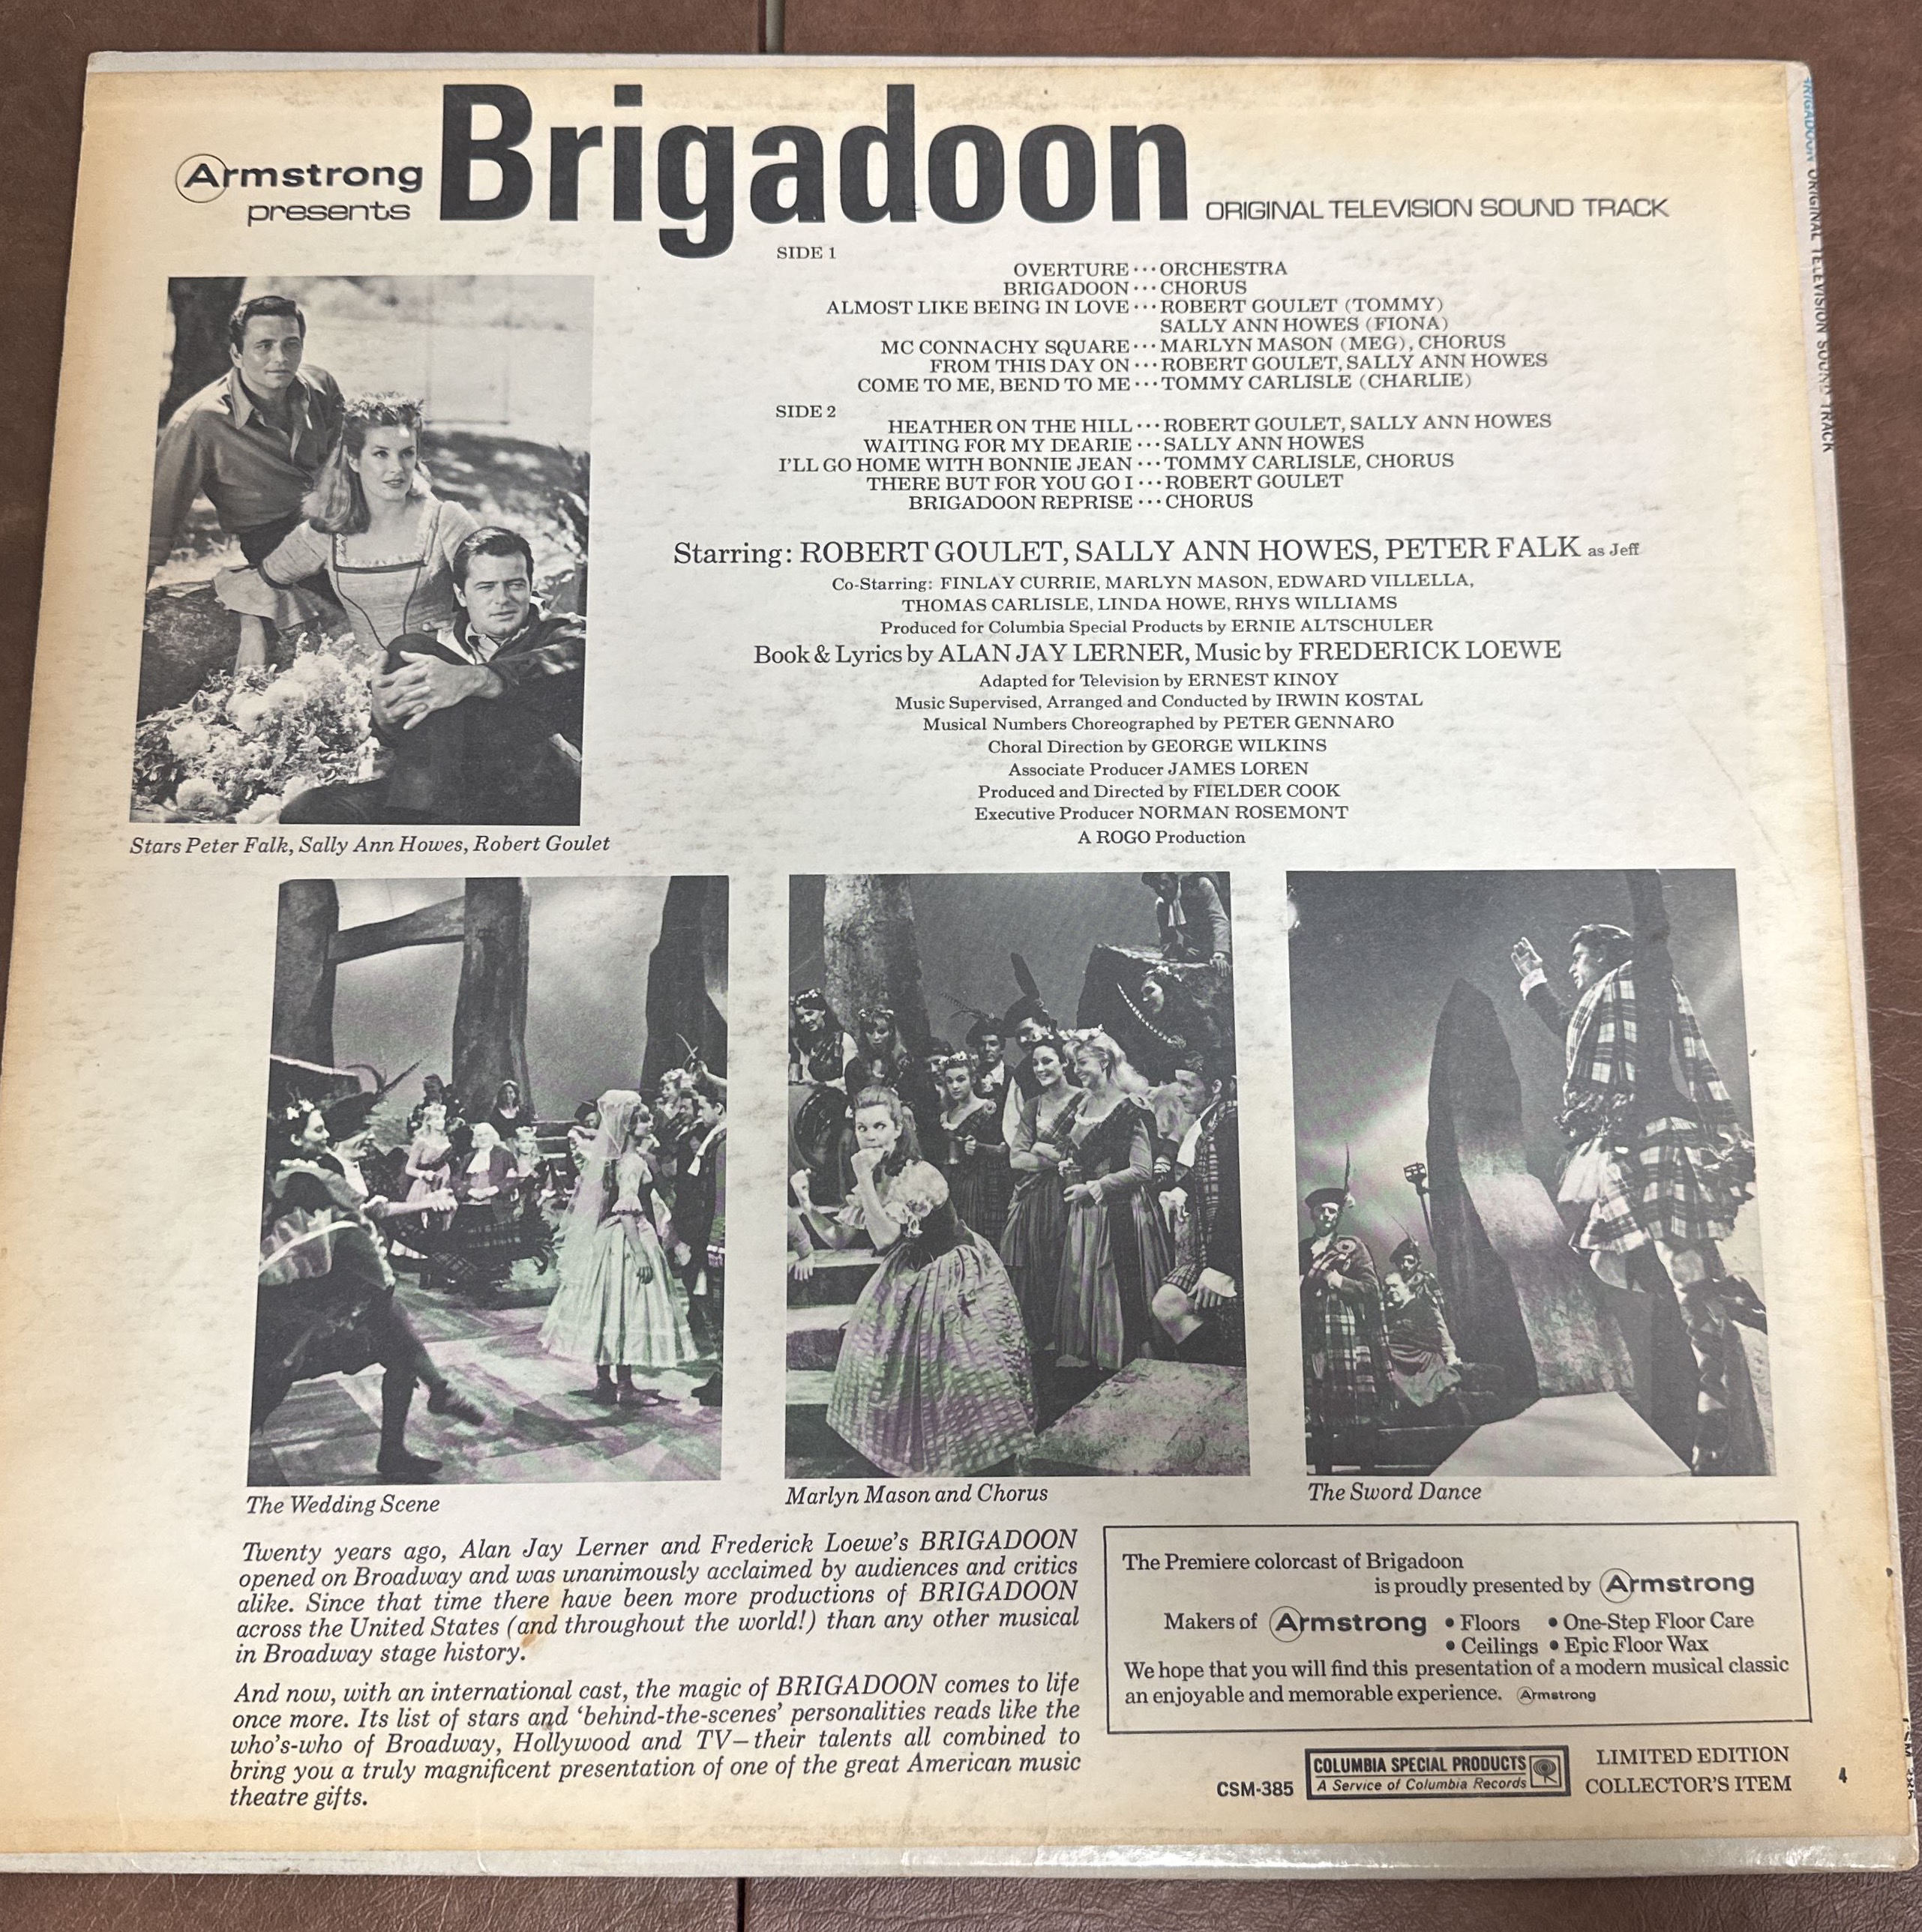 Armstrong
presents
Brigadoon
ORIGINAL TELEVISION SOUND TRACK
SIDE 1
OVERTURE ••• ORCHESTRA
BRIGADOON ••• CHORUS
ALMOST LIKE BEING IN LOVE ••• ROBERT GOULET (TOMMY)
SALLY ANN HOWES (FIONA)
MC CONNACHY SQUARE ••• MARLYN MASON (MEG), CHORUS
FROM THIS DAY ON ••• ROBERT GOULET, SALLY ANN HOWES
COME TO ME, BEND TO ME ••• TOMMY CARLISLE (CHARLIE)
SIDE 2
HEATHER ON THE HILL ••• ROBERT GOULET, SALLY ANN HOWES
WAITING FOR MY DEARIE ••• SALLY ANN HOWES
I'LL GO HOME WITH BONNIE JEAN ••• TOMMY CARLISLE, CHORUS
THERE BUT FOR YOU GO I ••• ROBERT GOULET
BRIGADOON REPRISE ••• CHORUS
Starring: ROBERT GOULET, SALLY ANN HOWES, PETER FALK as Jeff
Co-Starring: FINLAY CURRIE, MARLYN MASON, EDWARD VILLELLA,
THOMAS CARLISLE, LINDA HOWE, RHYS WILLIAMS
Produced for Columbia Special Products by ERNIE ALTSCHULER
Book & Lyrics by ALAN JAY LERNER, Music by FREDERICK LOEWE
Adapted for Television by ERNEST KINOY
Music Supervised, Arranged and Conducted by IRWIN KOSTAL
Musical Numbers Choreographed by PETER GENNARO
Choral Direction by GEORGE WILKINS
Associate Producer JAMES LOREN
Produced and Directed by FIELDER COOK
Executive Producer NORMAN ROSEMONT
A ROGO Production
Stars Peter Falk, Sally Ann Howes, Robert Goulet
The Wedding Scene
Marlyn Mason and Chorus
The Sword Dance
Twenty years ago, Alan Jay Lerner and Frederick Loewe's BRIGADOON
opened on Broadway and was unanimously acclaimed by audiences and critics
alike. Since that time there have been more productions of BRIGADOON
across the United States (and throughout the world!) than any other musical
in Broadway stage history.
And now, with an international cast, the magic of BRIGADOON comes to life
once more. Its list of stars and 'behind-the-scenes' personalities reads like the
who's-who of Broadway, Hollywood and TV—their talents all combined to
bring you a truly magnificent presentation of one of the great American music
theatre gifts.
The Premiere colorcast of Brigadoon
is proudly presented by Armstrong
Makers of Armstrong • Floors • One-Step Floor Care
• Ceilings • Epic Floor Wax
We hope that you will find this presentation of a modern musical classic
an enjoyable and memorable experience. Armstrong
CSM-385
COLUMBIA SPECIAL PRODUCTS
A Service of Columbia Records
LIMITED EDITION
COLLECTOR'S ITEM
4
BRIGADOON ORIGINAL TELEVISION SOUND TRACK
CSM 385